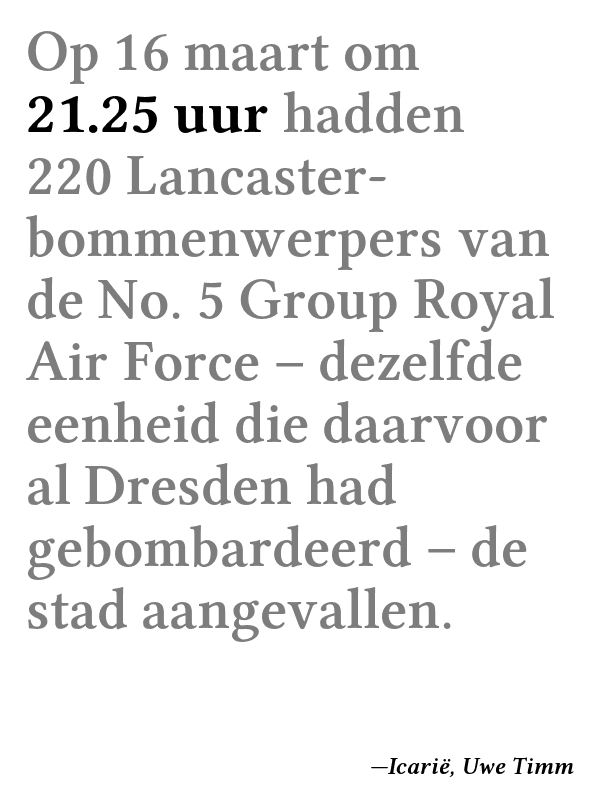 Op 16 maart om
21.25 uur hadden
220 Lancaster-
bommenwerpers van
de No. 5 Group Royal
Air Force – dezelfde
eenheid die daarvoor
al Dresden had
gebombardeerd – de
stad aangevallen.
—Icarië, Uwe Timm